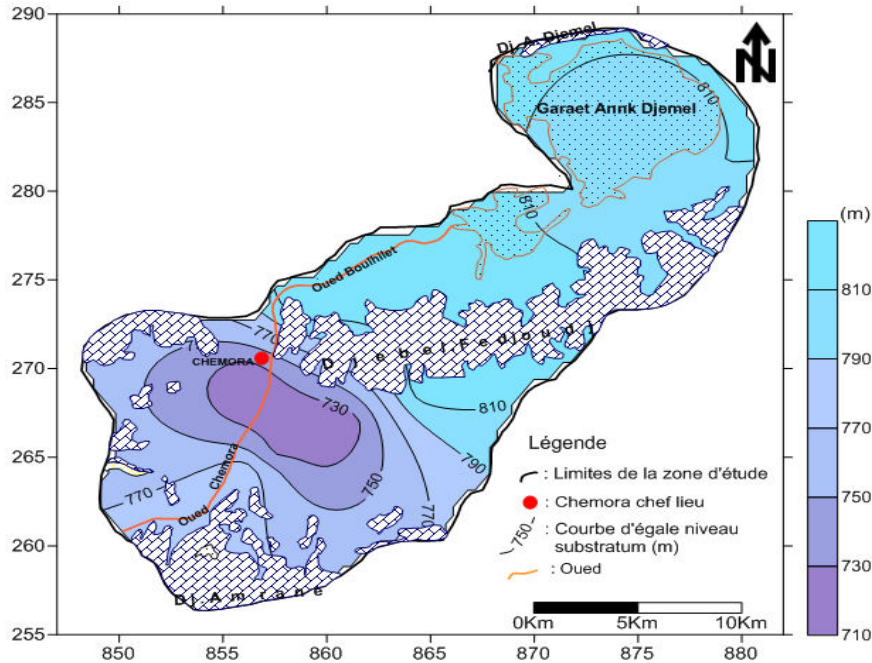 290
285
280
275
270
265
260
255
850
855
860
865
870
875
880
Dj. A. Djemel
Garaet Annk Djemel
810
810
Oued Boulhilet
770
CHEMORA
Djebel Fedjoudj
730
810
790
750
770
770
Oued
Chemora
Dj. Amrane
N
Légende
: Limites de la zone d'étude
: Chemora chef lieu
750
: Courbe d'égale niveau
substratum (m)
: Oued
0Km 5Km 10Km
(m)
810
790
770
750
730
710